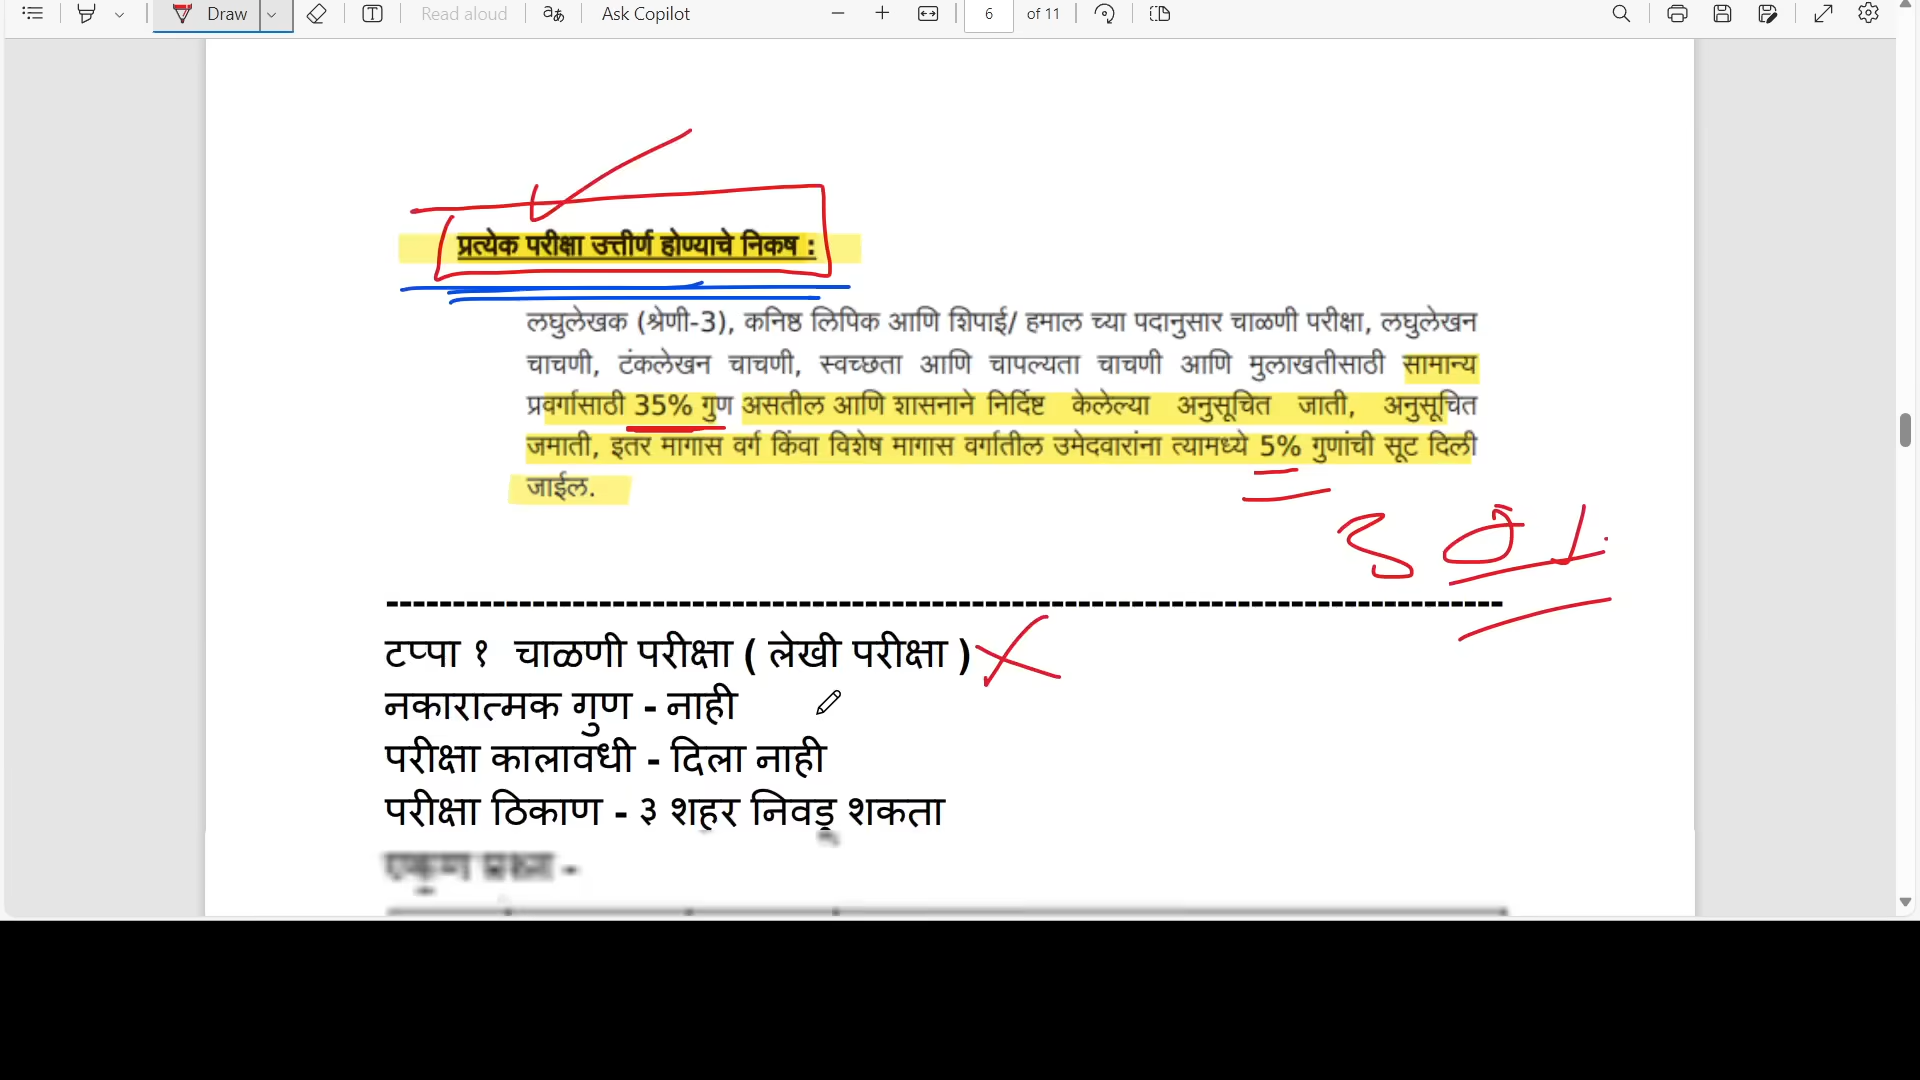 Draw
Read aloud
Ask Copilot
6
of 11
प्रत्येक परीक्षा उत्तीर्ण होण्याचे निकष :
लघुलेखक (श्रेणी-3), कनिष्ठ लिपिक आणि शिपाई/ हमाल च्या पदानुसार चाळणी परीक्षा, लघुलेखन
चाचणी, टंकलेखन चाचणी, स्वच्छता आणि चापल्यता चाचणी आणि मुलाखतीसाठी सामान्य
प्रवर्गासाठी 35% गुण असतील आणि शासनाने निर्दिष्ट केलेल्या अनुसूचित जाती, अनुसूचित
जमाती, इतर मागास वर्ग किंवा विशेष मागास वर्गातील उमेदवारांना त्यामध्ये 5% गुणांची सूट दिली
जाईल.
टप्पा १ चाळणी परीक्षा ( लेखी परीक्षा )
नकारात्मक गुण - नाही
परीक्षा कालावधी - दिला नाही
परीक्षा ठिकाण - ३ शहर निवडू शकता